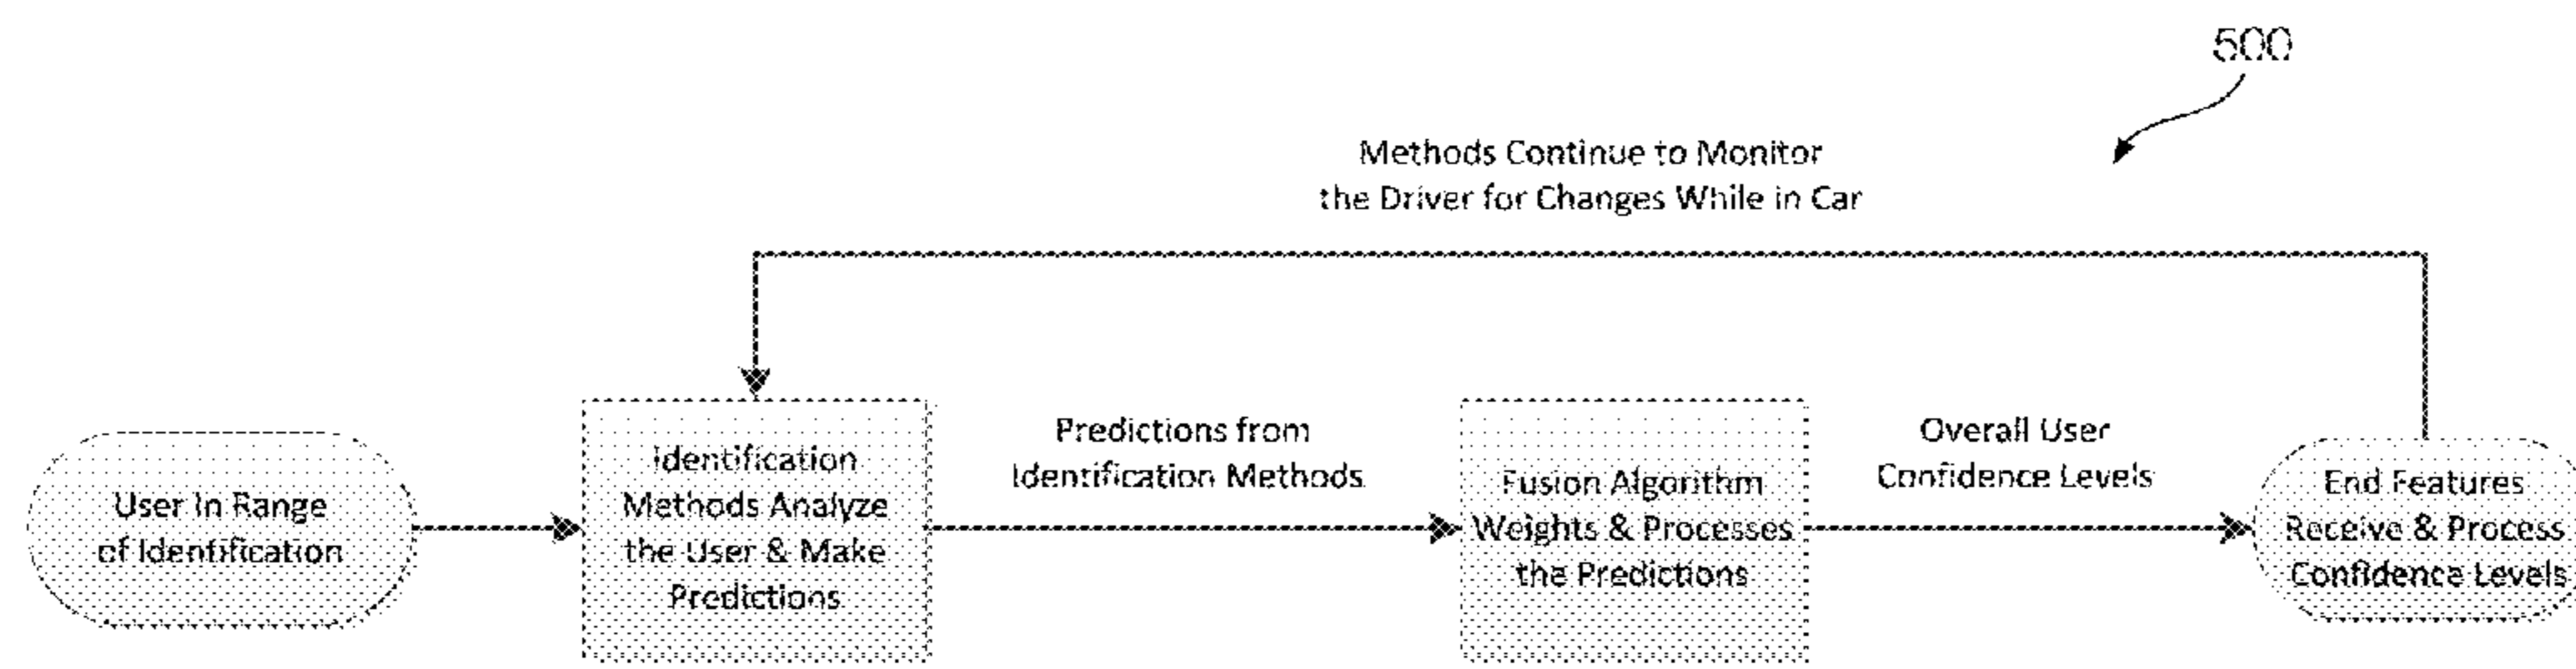 500
Methods Continue to Monitor
the Driver for Changes While in Car
User In Range
of Identification
Identification
Methods Analyze
the User & Make
Predictions
Predictions from
Identification Methods
Fusion Algorithm
Weights & Processes
the Predictions
Overall User
Confidence Levels
End Features
Receive & Process
Confidence Levels